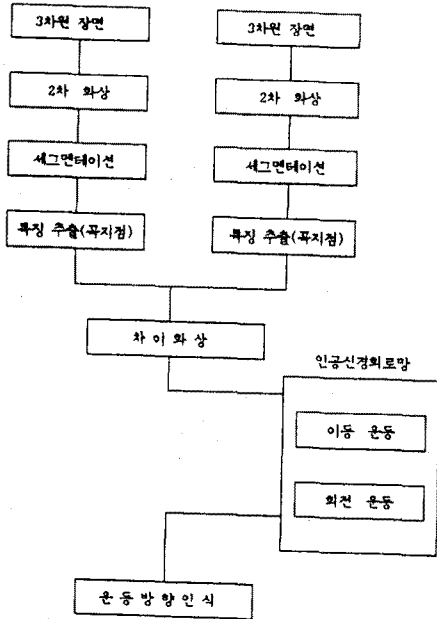 3차원 장면
3차원 장면
2차 화상
2차 화상
세그멘테이션
세그멘테이션
특징 추출(꼭지점)
특징 추출(꼭지점)
차이화상
인공신경회로망
이동 운동
회전 운동
운동방향인식